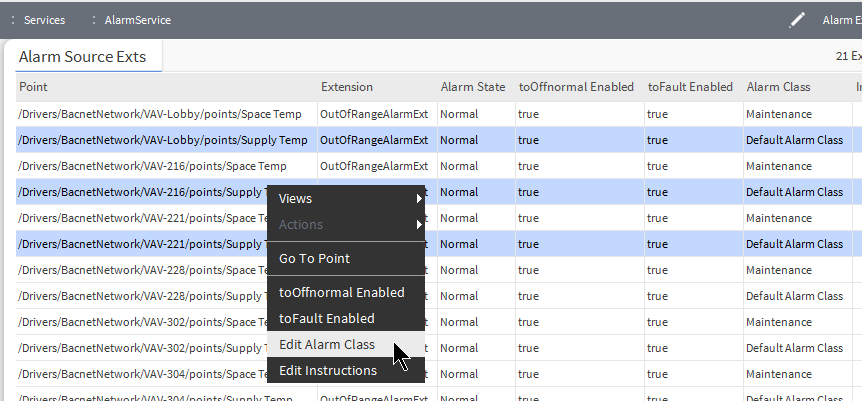 : Services : AlarmService Alarm E
Alarm Source Exts 21 Ex
Point Extension Alarm State toOffnormal Enabled toFault Enabled Alarm Class In
/Drivers/BacnetNetwork/VAV-Lobby/points/Space Temp OutOfRangeAlarmExt Normal true true Maintenance
/Drivers/BacnetNetwork/VAV-Lobby/points/Supply Temp OutOfRangeAlarmExt Normal true true Default Alarm Class
/Drivers/BacnetNetwork/VAV-216/points/Space Temp OutOfRangeAlarmExt Normal true true Maintenance
/Drivers/BacnetNetwork/VAV-216/points/Supply T t Normal true true Default Alarm Class
/Drivers/BacnetNetwork/VAV-221/points/Space Te t Normal true true Maintenance
/Drivers/BacnetNetwork/VAV-221/points/Supply T t Normal true true Default Alarm Class
/Drivers/BacnetNetwork/VAV-228/points/Space Te t Normal true true Maintenance
/Drivers/BacnetNetwork/VAV-228/points/Supply T t Normal true true Default Alarm Class
/Drivers/BacnetNetwork/VAV-302/points/Space Te t Normal true true Maintenance
/Drivers/BacnetNetwork/VAV-302/points/Supply T t Normal true true Default Alarm Class
/Drivers/BacnetNetwork/VAV-304/points/Space Te t Normal true true Maintenance
/Drivers/BacnetNetwork/VAV-304/points/Supply Temp OutOfRangeAlarmExt Normal true true Default Alarm Class
Views
Actions
Go To Point
toOffnormal Enabled
toFault Enabled
Edit Alarm Class
Edit Instructions